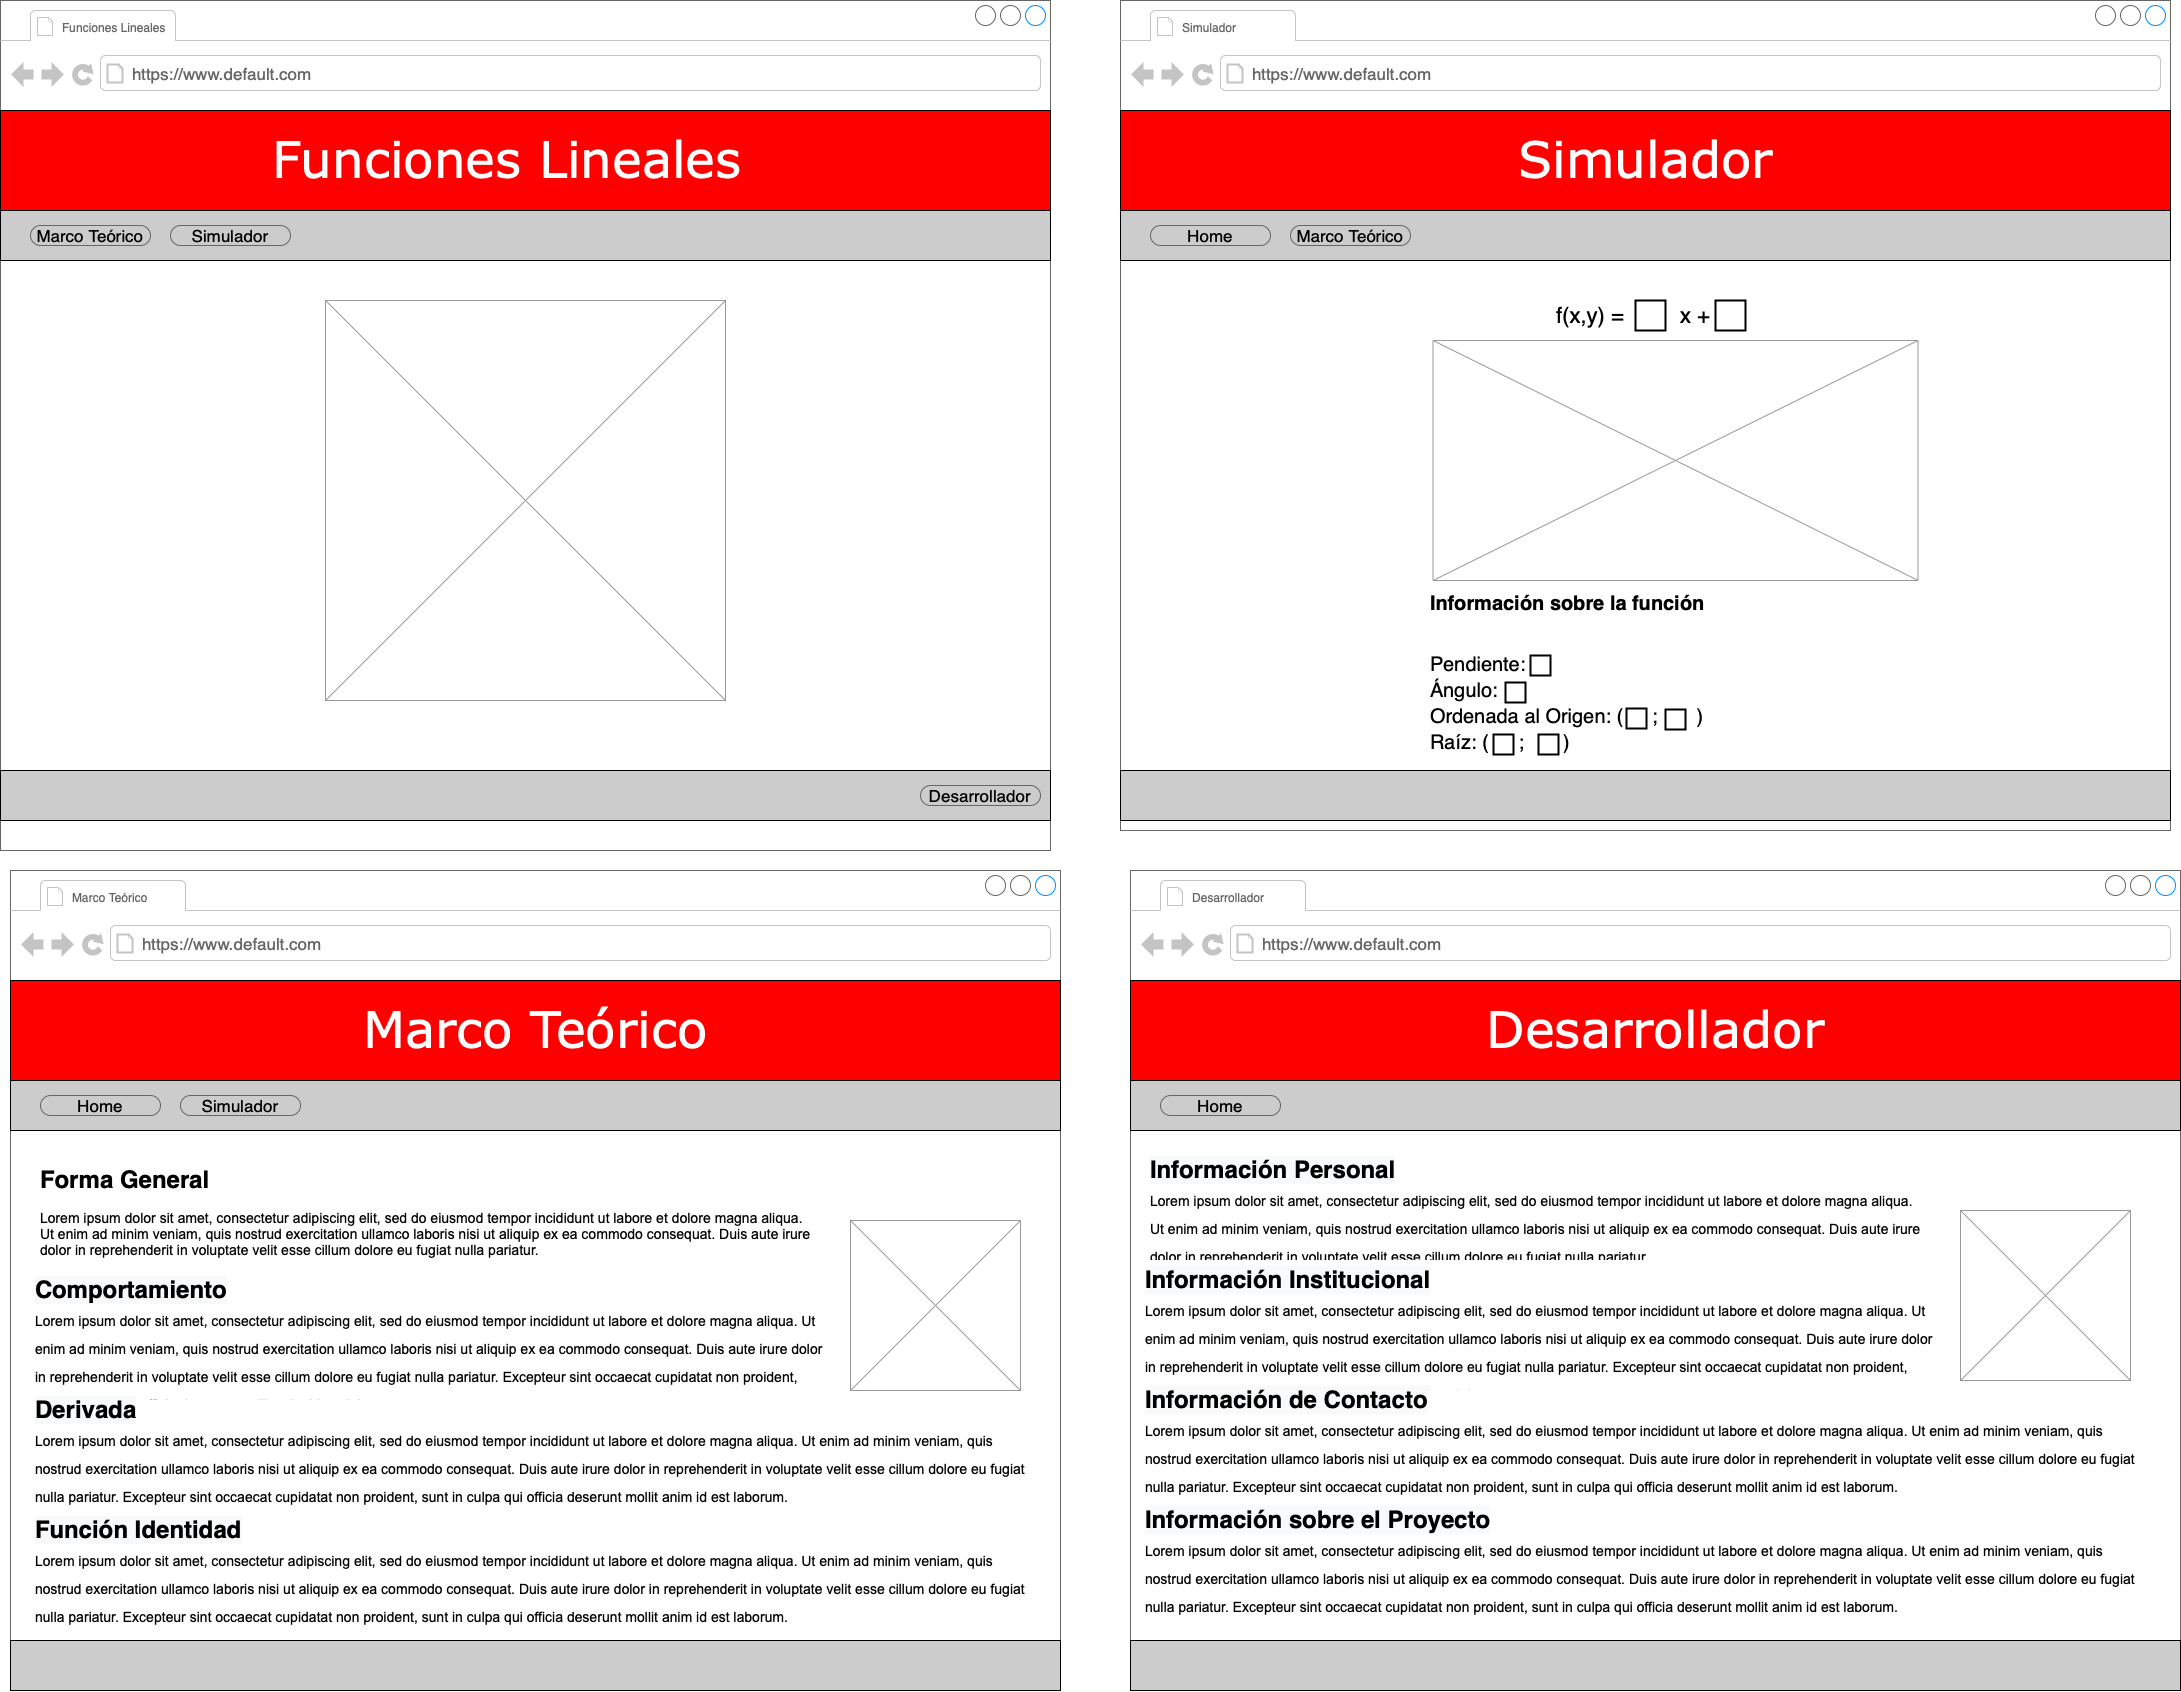 Funciones Lineales
https://www.default.com
Funciones Lineales
Marco Teórico
Simulador
Desarrollador
Simulador
https://www.default.com
Simulador
Home
Marco Teórico
f(x,y) = x +
Información sobre la función
Pendiente:
Ángulo:
Ordenada al Origen: ( ; )
Raíz: ( ; )
Marco Teórico
https://www.default.com
Marco Teórico
Home
Simulador
Forma General
Lorem ipsum dolor sit amet, consectetur adipiscing elit, sed do eiusmod tempor incididunt ut labore et dolore magna aliqua.
Ut enim ad minim veniam, quis nostrud exercitation ullamco laboris nisi ut aliquip ex ea commodo consequat. Duis aute irure
dolor in reprehenderit in voluptate velit esse cillum dolore eu fugiat nulla pariatur.
Comportamiento
Lorem ipsum dolor sit amet, consectetur adipiscing elit, sed do eiusmod tempor incididunt ut labore et dolore magna aliqua. Ut
enim ad minim veniam, quis nostrud exercitation ullamco laboris nisi ut aliquip ex ea commodo consequat. Duis aute irure dolor
in reprehenderit in voluptate velit esse cillum dolore eu fugiat nulla pariatur. Excepteur sint occaecat cupidatat non proident,
Derivada
Lorem ipsum dolor sit amet, consectetur adipiscing elit, sed do eiusmod tempor incididunt ut labore et dolore magna aliqua. Ut enim ad minim veniam, quis
nostrud exercitation ullamco laboris nisi ut aliquip ex ea commodo consequat. Duis aute irure dolor in reprehenderit in voluptate velit esse cillum dolore eu fugiat
nulla pariatur. Excepteur sint occaecat cupidatat non proident, sunt in culpa qui officia deserunt mollit anim id est laborum.
Función Identidad
Lorem ipsum dolor sit amet, consectetur adipiscing elit, sed do eiusmod tempor incididunt ut labore et dolore magna aliqua. Ut enim ad minim veniam, quis
nostrud exercitation ullamco laboris nisi ut aliquip ex ea commodo consequat. Duis aute irure dolor in reprehenderit in voluptate velit esse cillum dolore eu fugiat
nulla pariatur. Excepteur sint occaecat cupidatat non proident, sunt in culpa qui officia deserunt mollit anim id est laborum.
Desarrollador
https://www.default.com
Desarrollador
Home
Información Personal
Lorem ipsum dolor sit amet, consectetur adipiscing elit, sed do eiusmod tempor incididunt ut labore et dolore magna aliqua.
Ut enim ad minim veniam, quis nostrud exercitation ullamco laboris nisi ut aliquip ex ea commodo consequat. Duis aute irure
dolor in reprehenderit in voluptate velit esse cillum dolore eu fugiat nulla pariatur.
Información Institucional
Lorem ipsum dolor sit amet, consectetur adipiscing elit, sed do eiusmod tempor incididunt ut labore et dolore magna aliqua. Ut
enim ad minim veniam, quis nostrud exercitation ullamco laboris nisi ut aliquip ex ea commodo consequat. Duis aute irure dolor
in reprehenderit in voluptate velit esse cillum dolore eu fugiat nulla pariatur. Excepteur sint occaecat cupidatat non proident,
Información de Contacto
Lorem ipsum dolor sit amet, consectetur adipiscing elit, sed do eiusmod tempor incididunt ut labore et dolore magna aliqua. Ut enim ad minim veniam, quis
nostrud exercitation ullamco laboris nisi ut aliquip ex ea commodo consequat. Duis aute irure dolor in reprehenderit in voluptate velit esse cillum dolore eu fugiat
nulla pariatur. Excepteur sint occaecat cupidatat non proident, sunt in culpa qui officia deserunt mollit anim id est laborum.
Información sobre el Proyecto
Lorem ipsum dolor sit amet, consectetur adipiscing elit, sed do eiusmod tempor incididunt ut labore et dolore magna aliqua. Ut enim ad minim veniam, quis
nostrud exercitation ullamco laboris nisi ut aliquip ex ea commodo consequat. Duis aute irure dolor in reprehenderit in voluptate velit esse cillum dolore eu fugiat
nulla pariatur. Excepteur sint occaecat cupidatat non proident, sunt in culpa qui officia deserunt mollit anim id est laborum.